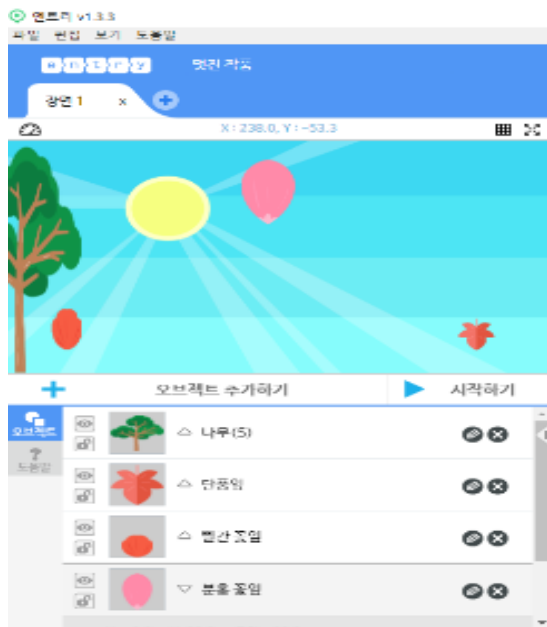 엔트리 v1.3.3
파일 편집 보기 도움말
entry 멋진 작품
장면 1 x
X : 238.0, Y : -53.3
오브젝트 추가하기 시작하기
오브젝트
나무(5)
?
도움말
단풍잎
빨간 꽃잎
분홍 꽃잎